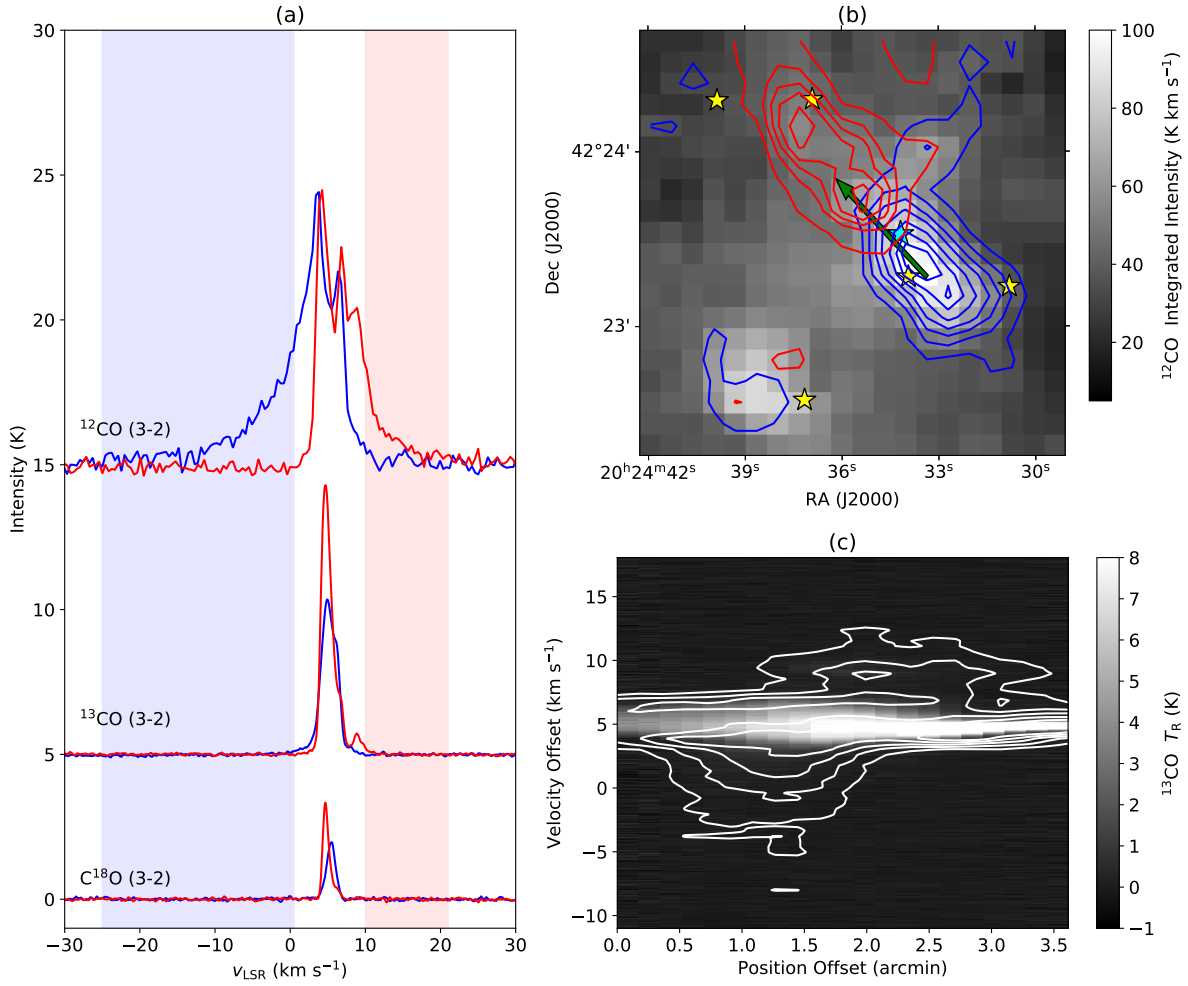 (a)
30
25
20
15
10
5
0
Intensity (K)
¹²CO (3-2)
¹³CO (3-2)
C¹⁸O (3-2)
−30 −20 −10 0 10 20 30
v_LSR (km s⁻¹)
(b)
42°24'
23'
Dec (J2000)
20ʰ24ᵐ42ˢ 39ˢ 36ˢ 33ˢ 30ˢ
RA (J2000)
100
80
60
40
20
¹²CO Integrated Intensity (K km s⁻¹)
(c)
15
10
5
0
−5
−10
Velocity Offset (km s⁻¹)
0.0 0.5 1.0 1.5 2.0 2.5 3.0 3.5
Position Offset (arcmin)
8
7
6
5
4
3
2
1
0
−1
¹³CO T_R (K)